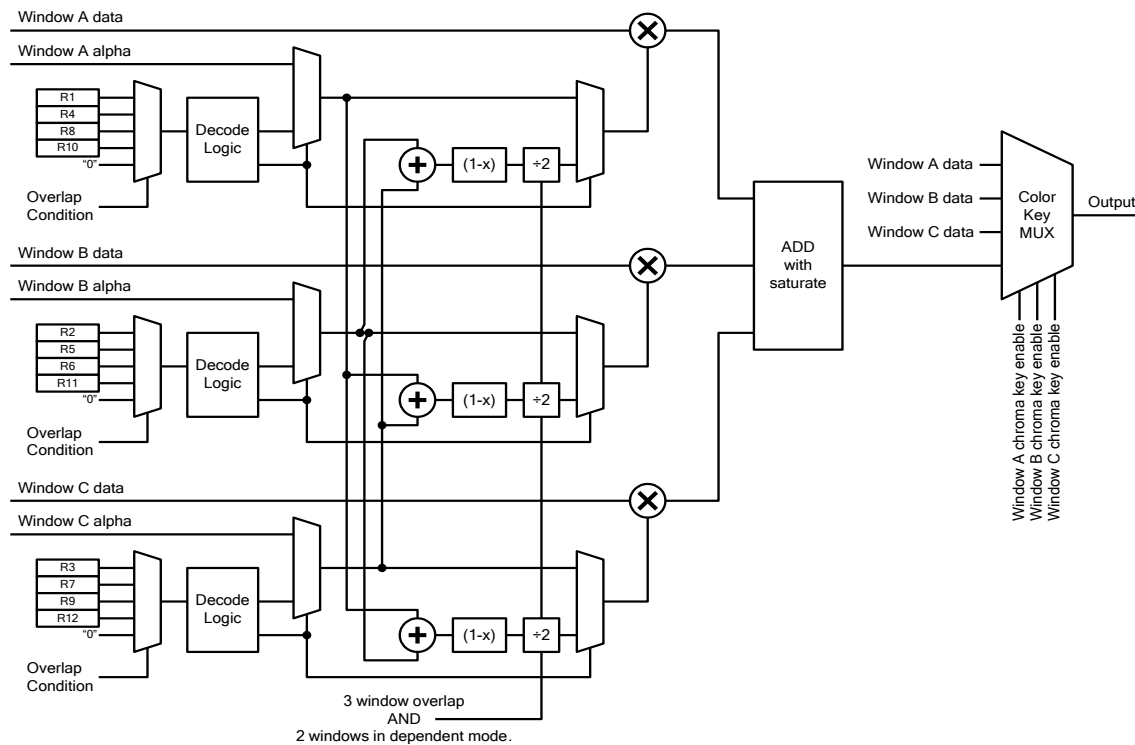 Window A data
Window A alpha
R1
R4
R8
R10
"0"
Overlap
Condition
Decode
Logic
+
(1-x)
÷2
Window B data
Window B alpha
R2
R5
R6
R11
"0"
Overlap
Condition
Decode
Logic
+
(1-x)
÷2
Window C data
Window C alpha
R3
R7
R9
R12
"0"
Overlap
Condition
Decode
Logic
+
(1-x)
÷2
3 window overlap
AND
2 windows in dependent mode.
ADD
with
saturate
Window A data
Window B data
Window C data
Color
Key
MUX
Output
Window A chroma key enable
Window B chroma key enable
Window C chroma key enable